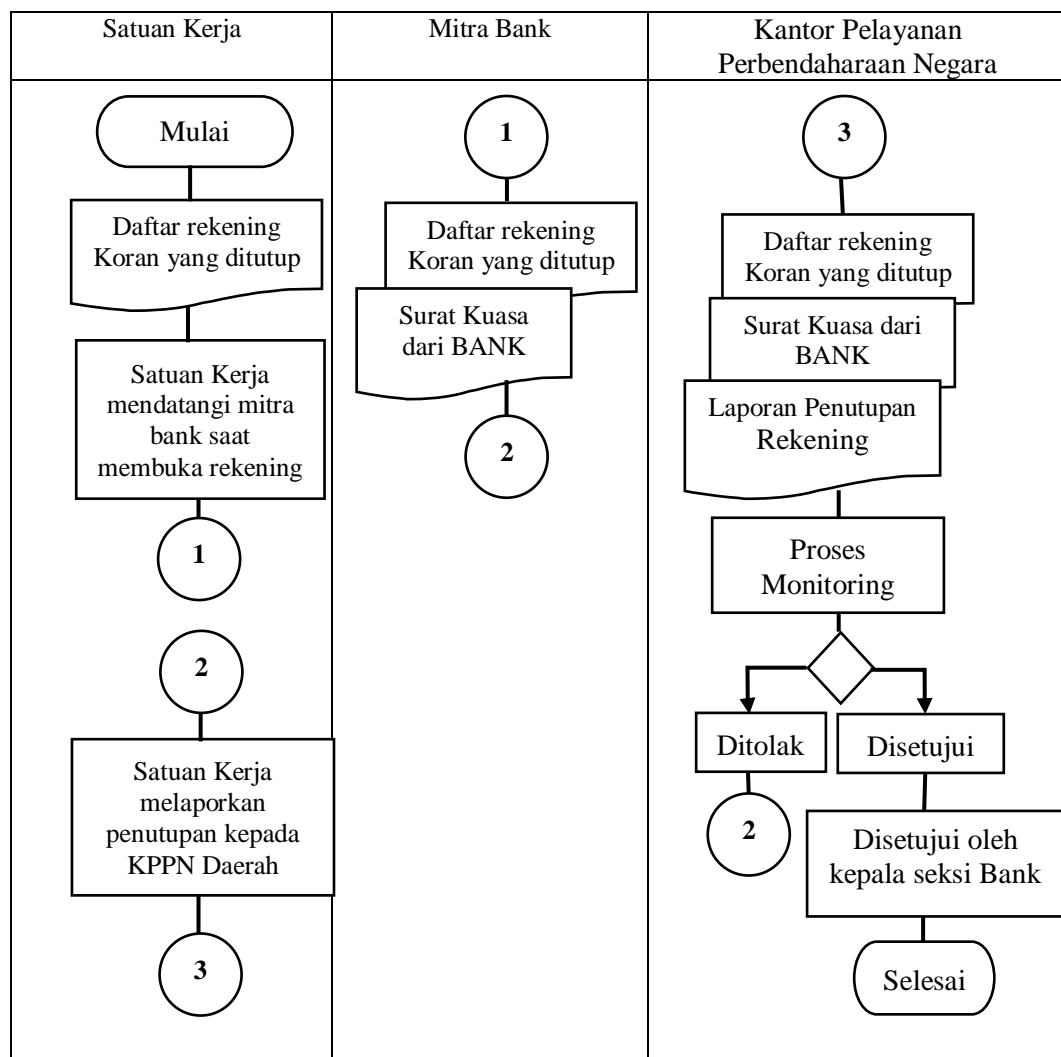 Satuan Kerja
Mitra Bank
Kantor Pelayanan
Perbendaharaan Negara
Mulai
Daftar rekening
Koran yang ditutup
Satuan Kerja
mendatangi mitra
bank saat
membuka rekening
1
2
Satuan Kerja
melaporkan
penutupan kepada
KPPN Daerah
3
1
Daftar rekening
Koran yang ditutup
Surat Kuasa
dari BANK
2
3
Daftar rekening
Koran yang ditutup
Surat Kuasa dari
BANK
Laporan Penutupan
Rekening
Proses
Monitoring
Ditolak
Disetujui
2
Disetujui oleh
kepala seksi Bank
Selesai